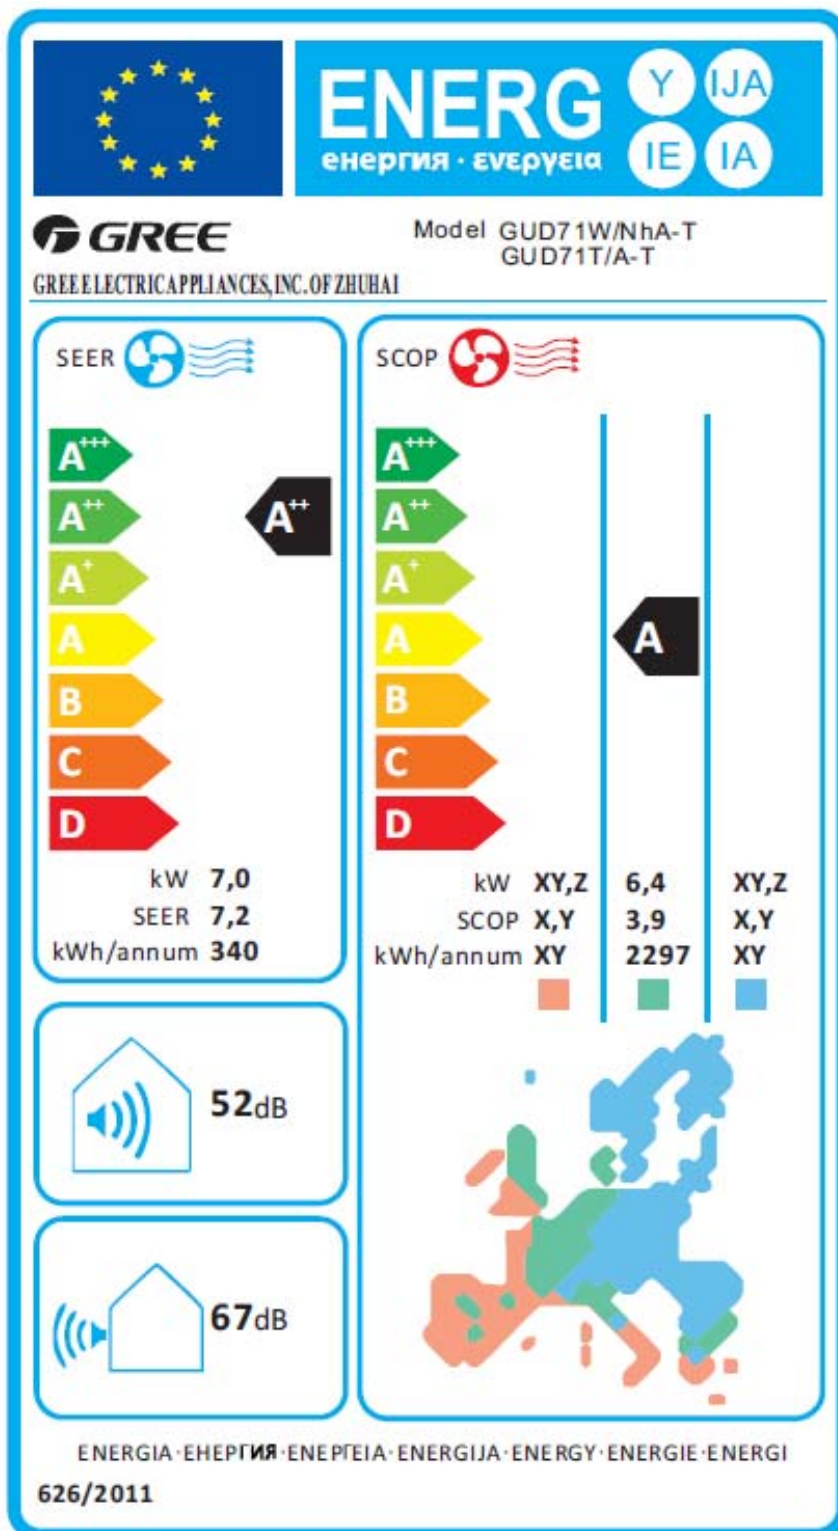 ENERG
енергия · ενεργεια
Y IJA
IE IA
GREE
GREE ELECTRIC APPLIANCES, INC. OF ZHUHAI
Model GUD71W/NhA-T
GUD71T/A-T
SEER
A+++
A++
A+
A
B
C
D
A++
kW 7,0
SEER 7,2
kWh/annum 340
SCOP
A+++
A++
A+
A
B
C
D
A
kW XY,Z 6,4 XY,Z
SCOP X,Y 3,9 X,Y
kWh/annum XY 2297 XY
52dB
67dB
ENERGIA·ЕНЕРГИЯ·ΕΝΕΡΓΕΙΑ·ENERGIJA·ENERGY·ENERGIE·ENERGI
626/2011